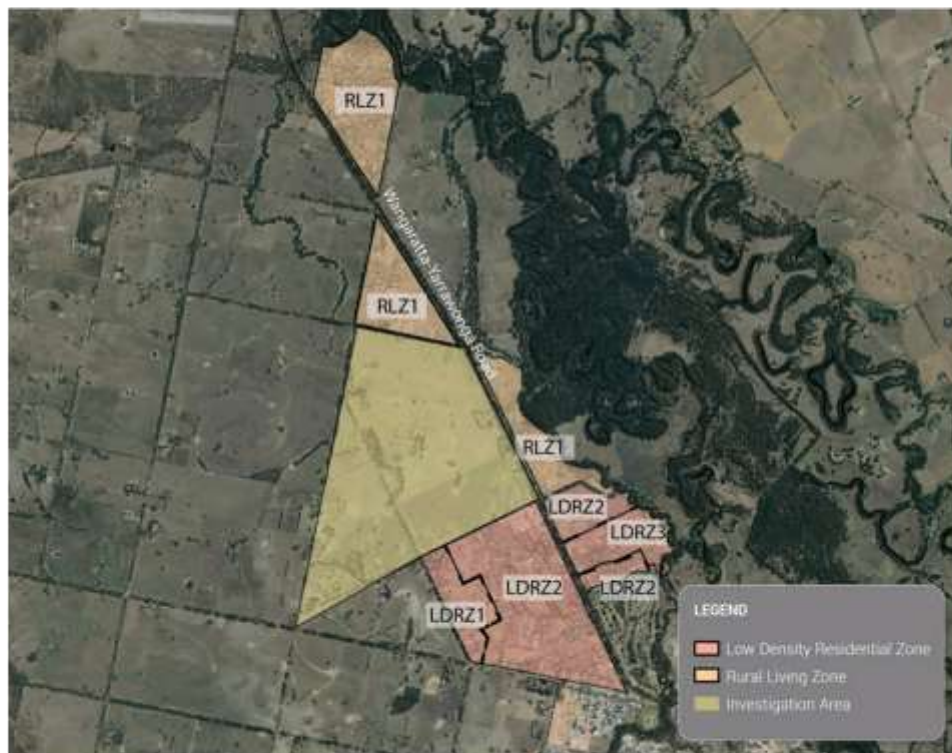 RLZ1
Wangaratta-Yarrawonga Road
RLZ1
RLZ1
LDRZ2
LDRZ3
LDRZ2
LDRZ2
LDRZ1
LEGEND
Low Density Residential Zone
Rural Living Zone
Investigation Area